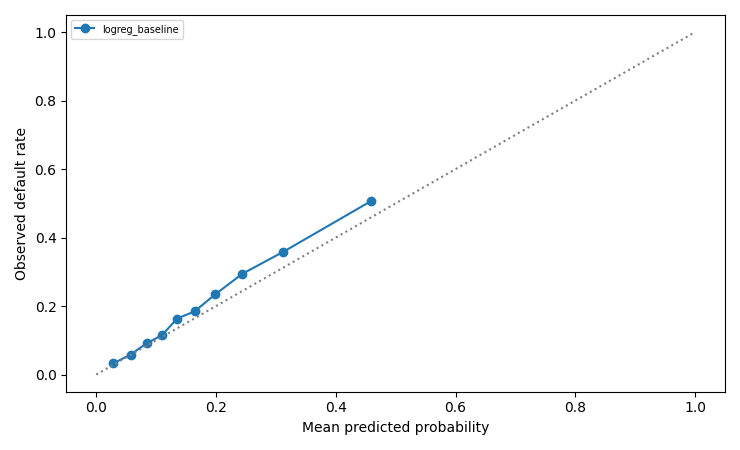 logreg_baseline
1.0
0.8
0.6
0.4
0.2
0.0
Observed default rate
0.0 0.2 0.4 0.6 0.8 1.0
Mean predicted probability